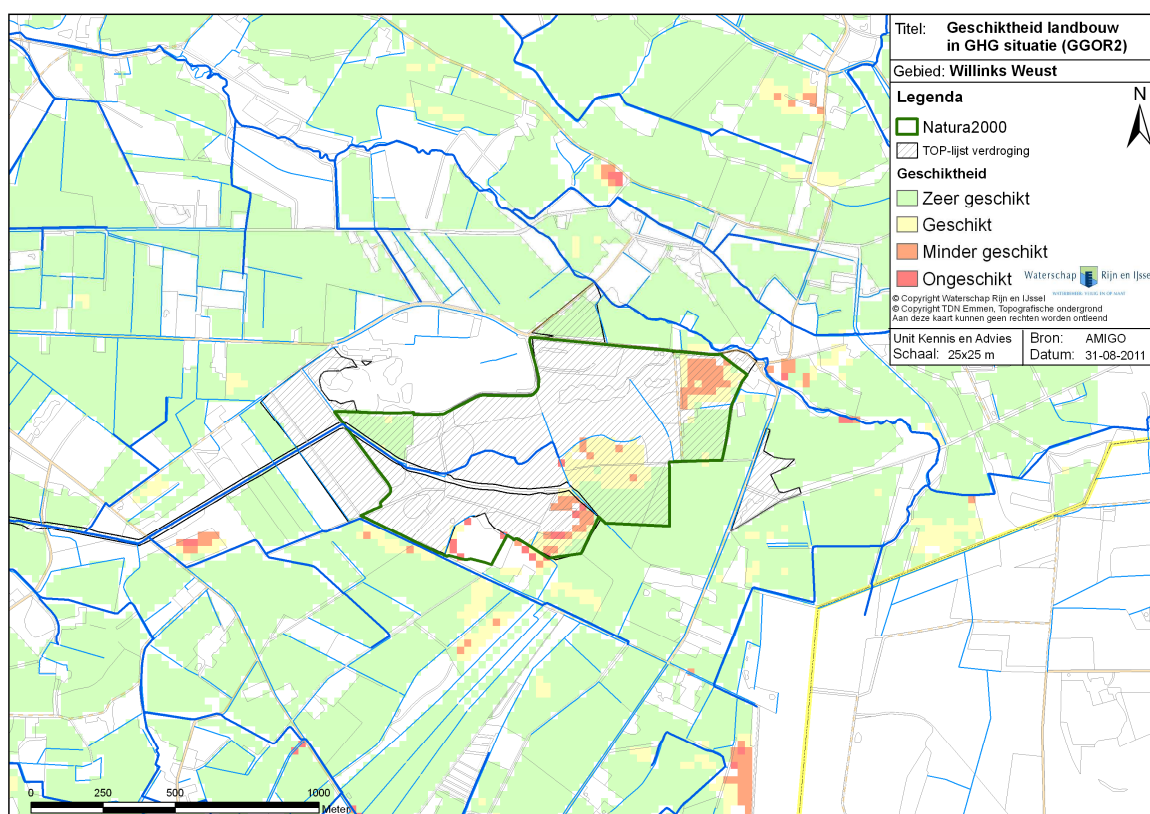 Titel: Geschiktheid landbouw
in GHG situatie (GGOR2)
Gebied: Willinks Weust
Legenda
N
Natura2000
TOP-lijst verdroging
Geschiktheid
Zeer geschikt
Geschikt
Minder geschikt
Ongeschikt
Waterschap Rijn en IJssel
© Copyright Waterschap Rijn en IJssel
© Copyright TDN Emmen, Topografische ondergrond
Aan deze kaart kunnen geen rechten worden ontleend
Unit Kennis en Advies
Schaal: 25x25 m
Bron: AMIGO
Datum: 31-08-2011
0 250 500 1000
Meter